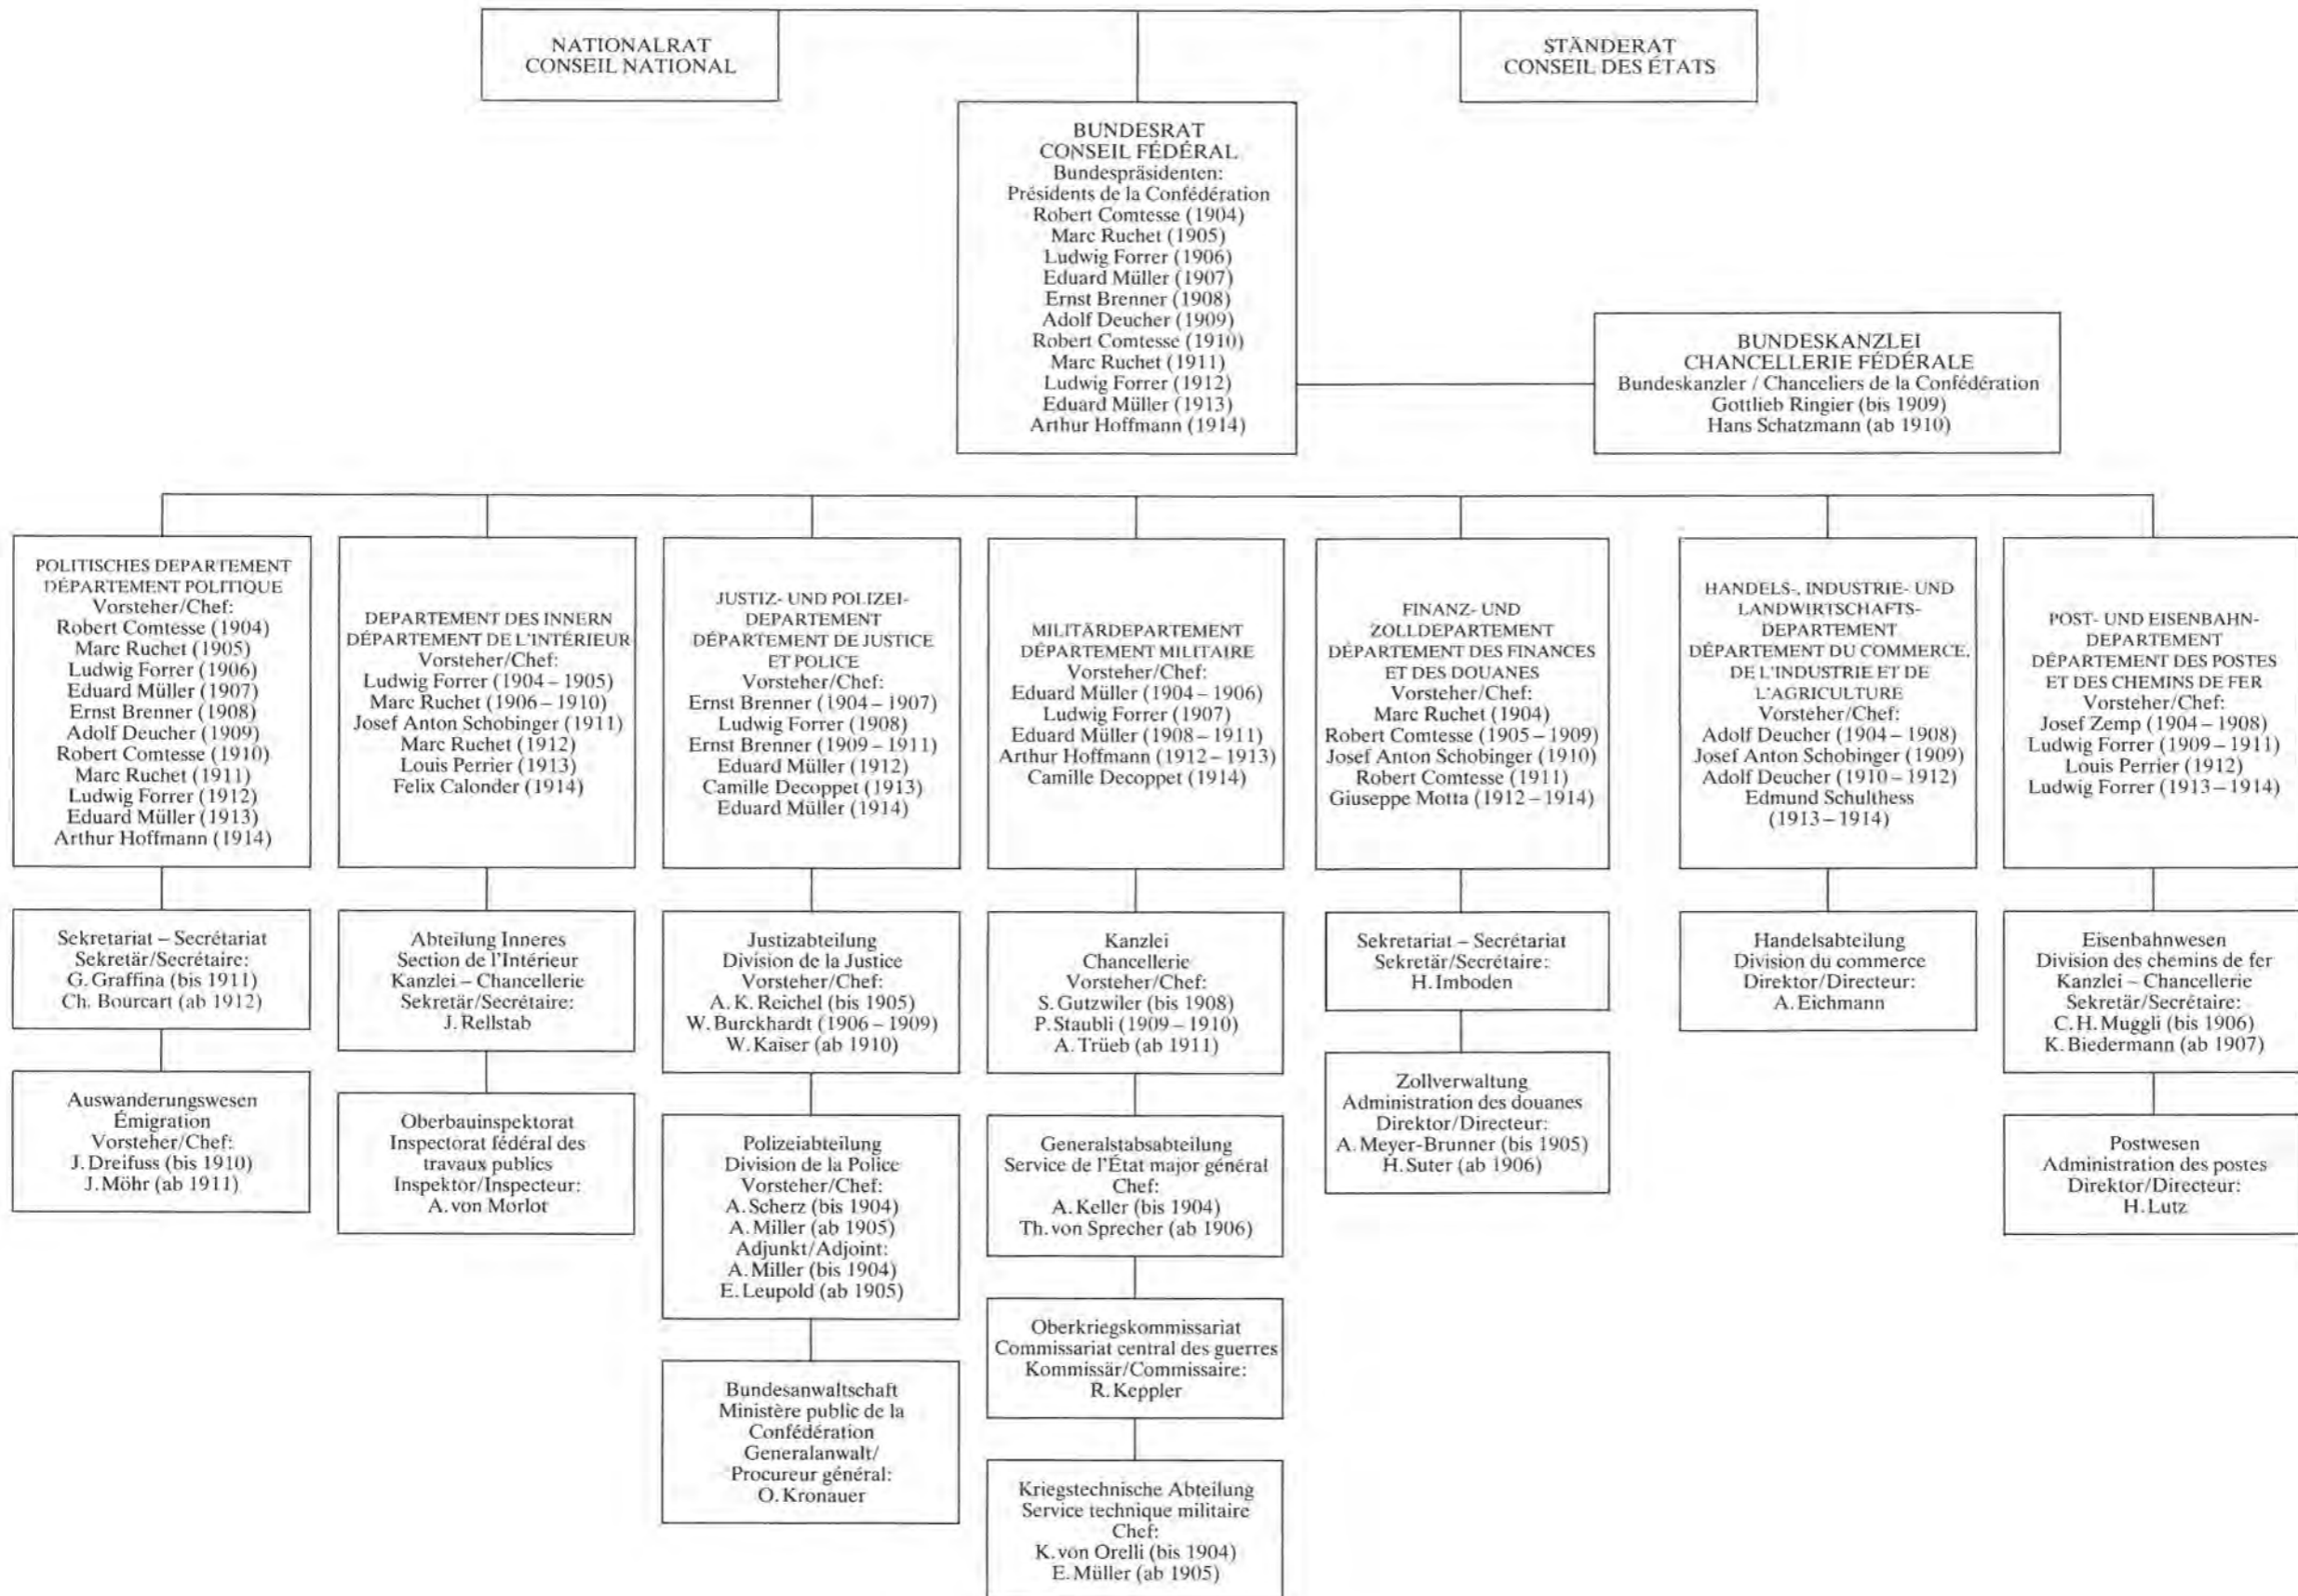 NATIONALRAT
CONSEIL NATIONAL
STÄNDERAT
CONSEIL DES ÉTATS
BUNDESRAT
CONSEIL FÉDÉRAL
Bundespräsidenten:
Présidents de la Confédération
Robert Comtesse (1904)
Marc Ruchet (1905)
Ludwig Forrer (1906)
Eduard Müller (1907)
Ernst Brenner (1908)
Adolf Deucher (1909)
Robert Comtesse (1910)
Marc Ruchet (1911)
Ludwig Forrer (1912)
Eduard Müller (1913)
Arthur Hoffmann (1914)
BUNDESKANZLEI
CHANCELLERIE FÉDÉRALE
Bundeskanzler / Chanceliers de la Confédération
Gottlieb Ringier (bis 1909)
Hans Schatzmann (ab 1910)
POLITISCHES DEPARTEMENT
DÉPARTEMENT POLITIQUE
Vorsteher/Chef:
Robert Comtesse (1904)
Marc Ruchet (1905)
Ludwig Forrer (1906)
Eduard Müller (1907)
Ernst Brenner (1908)
Adolf Deucher (1909)
Robert Comtesse (1910)
Marc Ruchet (1911)
Ludwig Forrer (1912)
Eduard Müller (1913)
Arthur Hoffmann (1914)
Sekretariat – Secrétariat
Sekretär/Secrétaire:
G. Graffina (bis 1911)
Ch. Bourcart (ab 1912)
Auswanderungswesen
Émigration
Vorsteher/Chef:
J. Dreifuss (bis 1910)
J. Möhr (ab 1911)
DEPARTEMENT DES INNERN
DÉPARTEMENT DE L'INTÉRIEUR
Vorsteher/Chef:
Ludwig Forrer (1904 – 1905)
Marc Ruchet (1906 – 1910)
Josef Anton Schobinger (1911)
Marc Ruchet (1912)
Louis Perrier (1913)
Felix Calonder (1914)
Abteilung Inneres
Section de l'Intérieur
Kanzlei – Chancellerie
Sekretär/Secrétaire:
J. Rellstab
Oberbauinspektorat
Inspectorat fédéral des
travaux publics
Inspektor/Inspecteur:
A. von Morlot
JUSTIZ- UND POLIZEI-
DEPARTEMENT
DÉPARTEMENT DE JUSTICE
ET POLICE
Vorsteher/Chef:
Ernst Brenner (1904 – 1907)
Ludwig Forrer (1908)
Ernst Brenner (1909 – 1911)
Eduard Müller (1912)
Camille Decoppet (1913)
Eduard Müller (1914)
Justizabteilung
Division de la Justice
Vorsteher/Chef:
A. K. Reichel (bis 1905)
W. Burckhardt (1906 – 1909)
W. Kaiser (ab 1910)
Polizeiabteilung
Division de la Police
Vorsteher/Chef:
A. Scherz (bis 1904)
A. Miller (ab 1905)
Adjunkt/Adjoint:
A. Miller (bis 1904)
E. Leupold (ab 1905)
Bundesanwaltschaft
Ministère public de la
Confédération
Generalanwalt/
Procureur général:
O. Kronauer
MILITÄRDEPARTEMENT
DÉPARTEMENT MILITAIRE
Vorsteher/Chef:
Eduard Müller (1904 – 1906)
Ludwig Forrer (1907)
Eduard Müller (1908 – 1911)
Arthur Hoffmann (1912 – 1913)
Camille Decoppet (1914)
Kanzlei
Chancellerie
Vorsteher/Chef:
S. Gutzwiler (bis 1908)
P. Staubli (1909 – 1910)
A. Trüeb (ab 1911)
Generalstabsabteilung
Service de l'État major général
Chef:
A. Keller (bis 1904)
Th. von Sprecher (ab 1906)
Oberkriegskommissariat
Commissariat central des guerres
Kommissär/Commissaire:
R. Keppler
Kriegstechnische Abteilung
Service technique militaire
Chef:
K. von Orelli (bis 1904)
E. Müller (ab 1905)
FINANZ- UND
ZOLLDEPARTEMENT
DÉPARTEMENT DES FINANCES
ET DES DOUANES
Vorsteher/Chef:
Marc Ruchet (1904)
Robert Comtesse (1905 – 1909)
Josef Anton Schobinger (1910)
Robert Comtesse (1911)
Giuseppe Motta (1912 – 1914)
Sekretariat – Secrétariat
Sekretär/Secrétaire:
H. Imboden
Zollverwaltung
Administration des douanes
Direktor/Directeur:
A. Meyer-Brunner (bis 1905)
H. Suter (ab 1906)
HANDELS-, INDUSTRIE- UND
LANDWIRTSCHAFTS-
DEPARTEMENT
DÉPARTEMENT DU COMMERCE,
DE L'INDUSTRIE ET DE
L'AGRICULTURE
Vorsteher/Chef:
Adolf Deucher (1904 – 1908)
Josef Anton Schobinger (1909)
Adolf Deucher (1910 – 1912)
Edmund Schulthess
(1913 – 1914)
Handelsabteilung
Division du commerce
Direktor/Directeur:
A. Eichmann
POST- UND EISENBAHN-
DEPARTEMENT
DÉPARTEMENT DES POSTES
ET DES CHEMINS DE FER
Vorsteher/Chef:
Josef Zemp (1904 – 1908)
Ludwig Forrer (1909 – 1911)
Louis Perrier (1912)
Ludwig Forrer (1913 – 1914)
Eisenbahnwesen
Division des chemins de fer
Kanzlei – Chancellerie
Sekretär/Secrétaire:
C. H. Muggli (bis 1906)
K. Biedermann (ab 1907)
Postwesen
Administration des postes
Direktor/Directeur:
H. Lutz